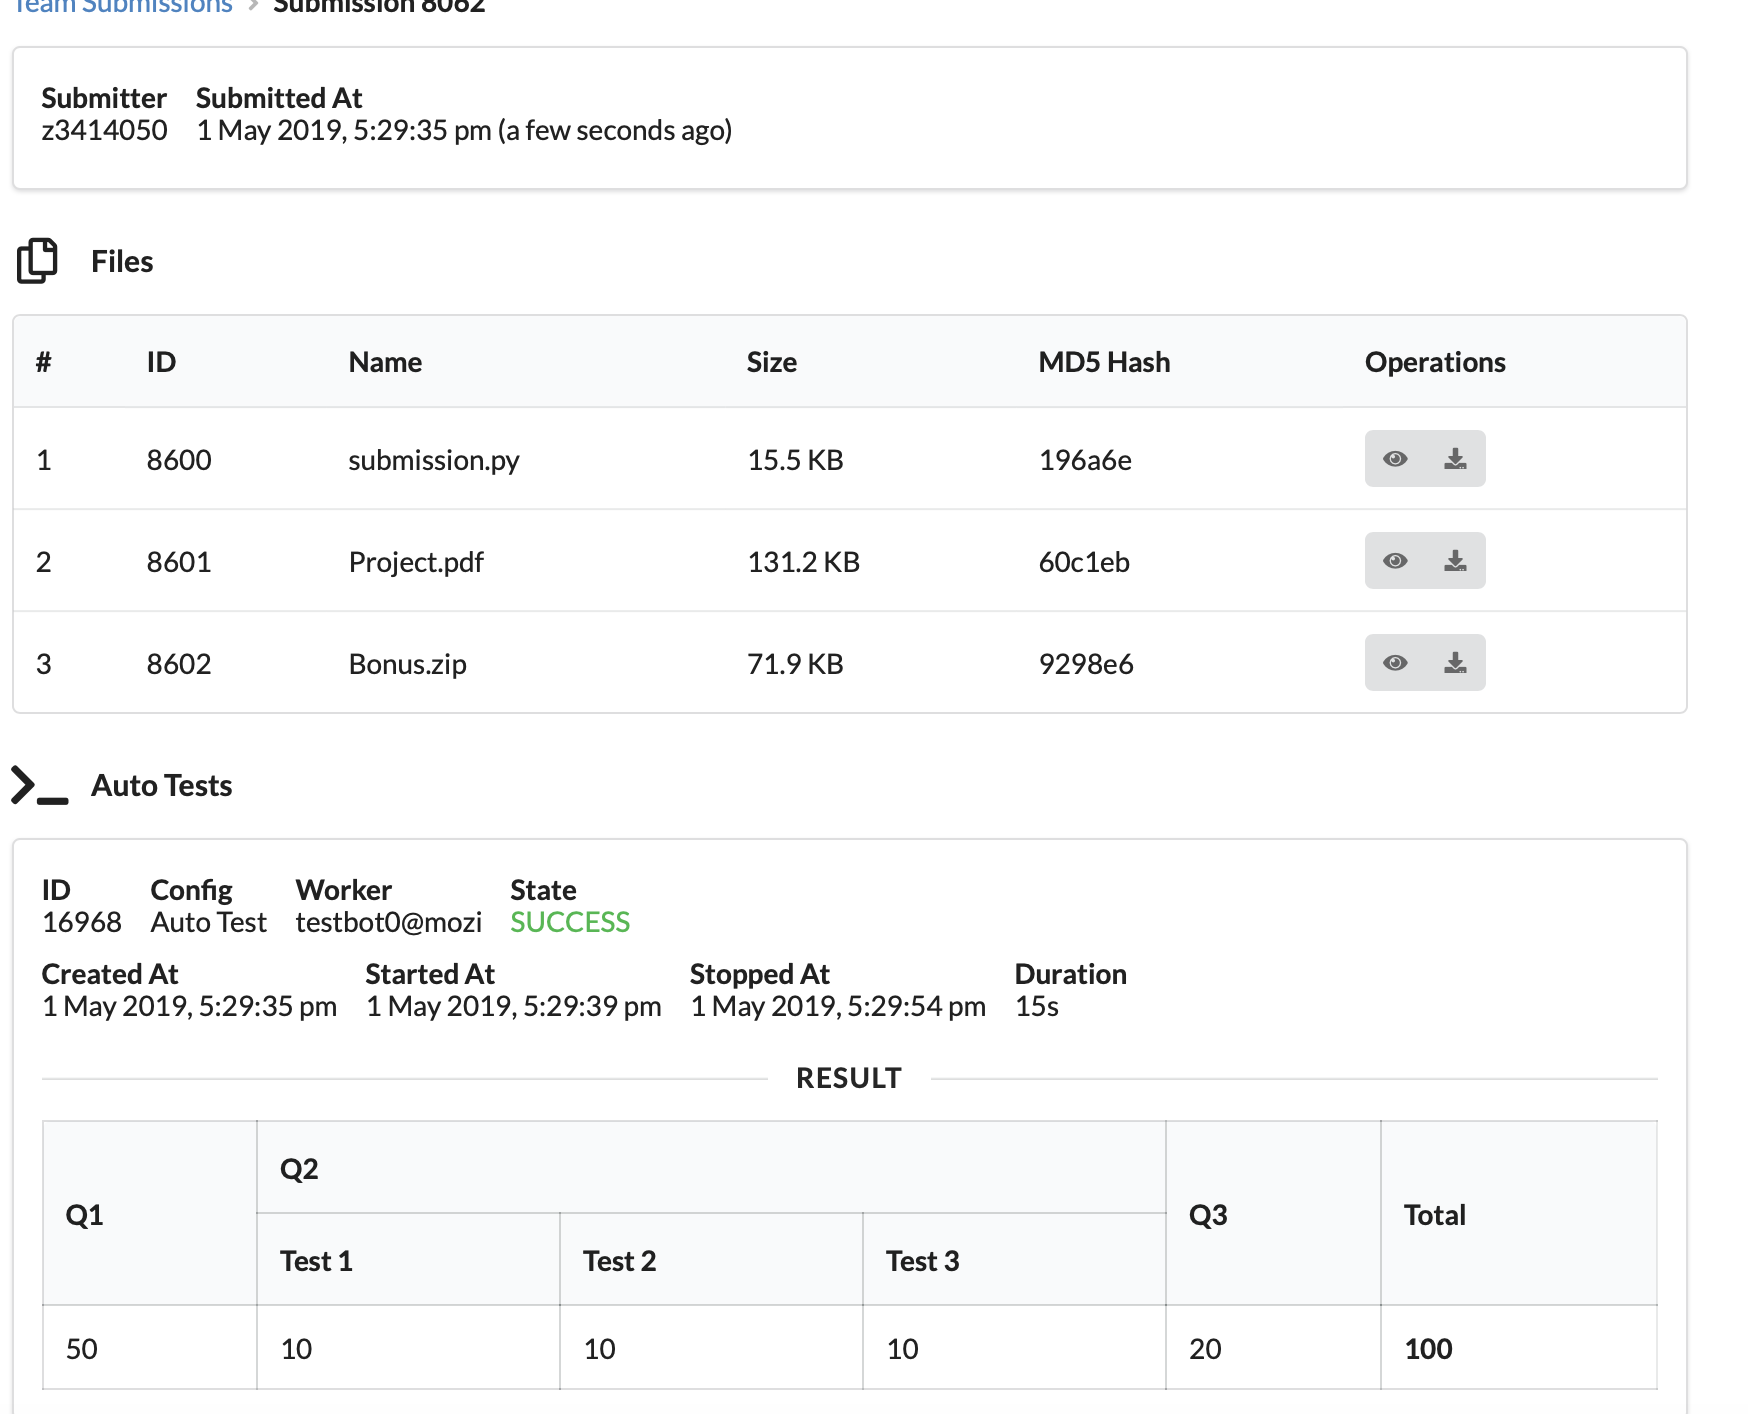 Team Submissions > Submission 8062
Submitter Submitted At
z3414050 1 May 2019, 5:29:35 pm (a few seconds ago)
Files
# ID Name Size MD5 Hash Operations
1 8600 submission.py 15.5 KB 196a6e
2 8601 Project.pdf 131.2 KB 60c1eb
3 8602 Bonus.zip 71.9 KB 9298e6
Auto Tests
ID Config Worker State
16968 Auto Test testbot0@mozi SUCCESS
Created At Started At Stopped At Duration
1 May 2019, 5:29:35 pm 1 May 2019, 5:29:39 pm 1 May 2019, 5:29:54 pm 15s
RESULT
Q1 Q2 Q3 Total
Test 1 Test 2 Test 3
50 10 10 10 20 100